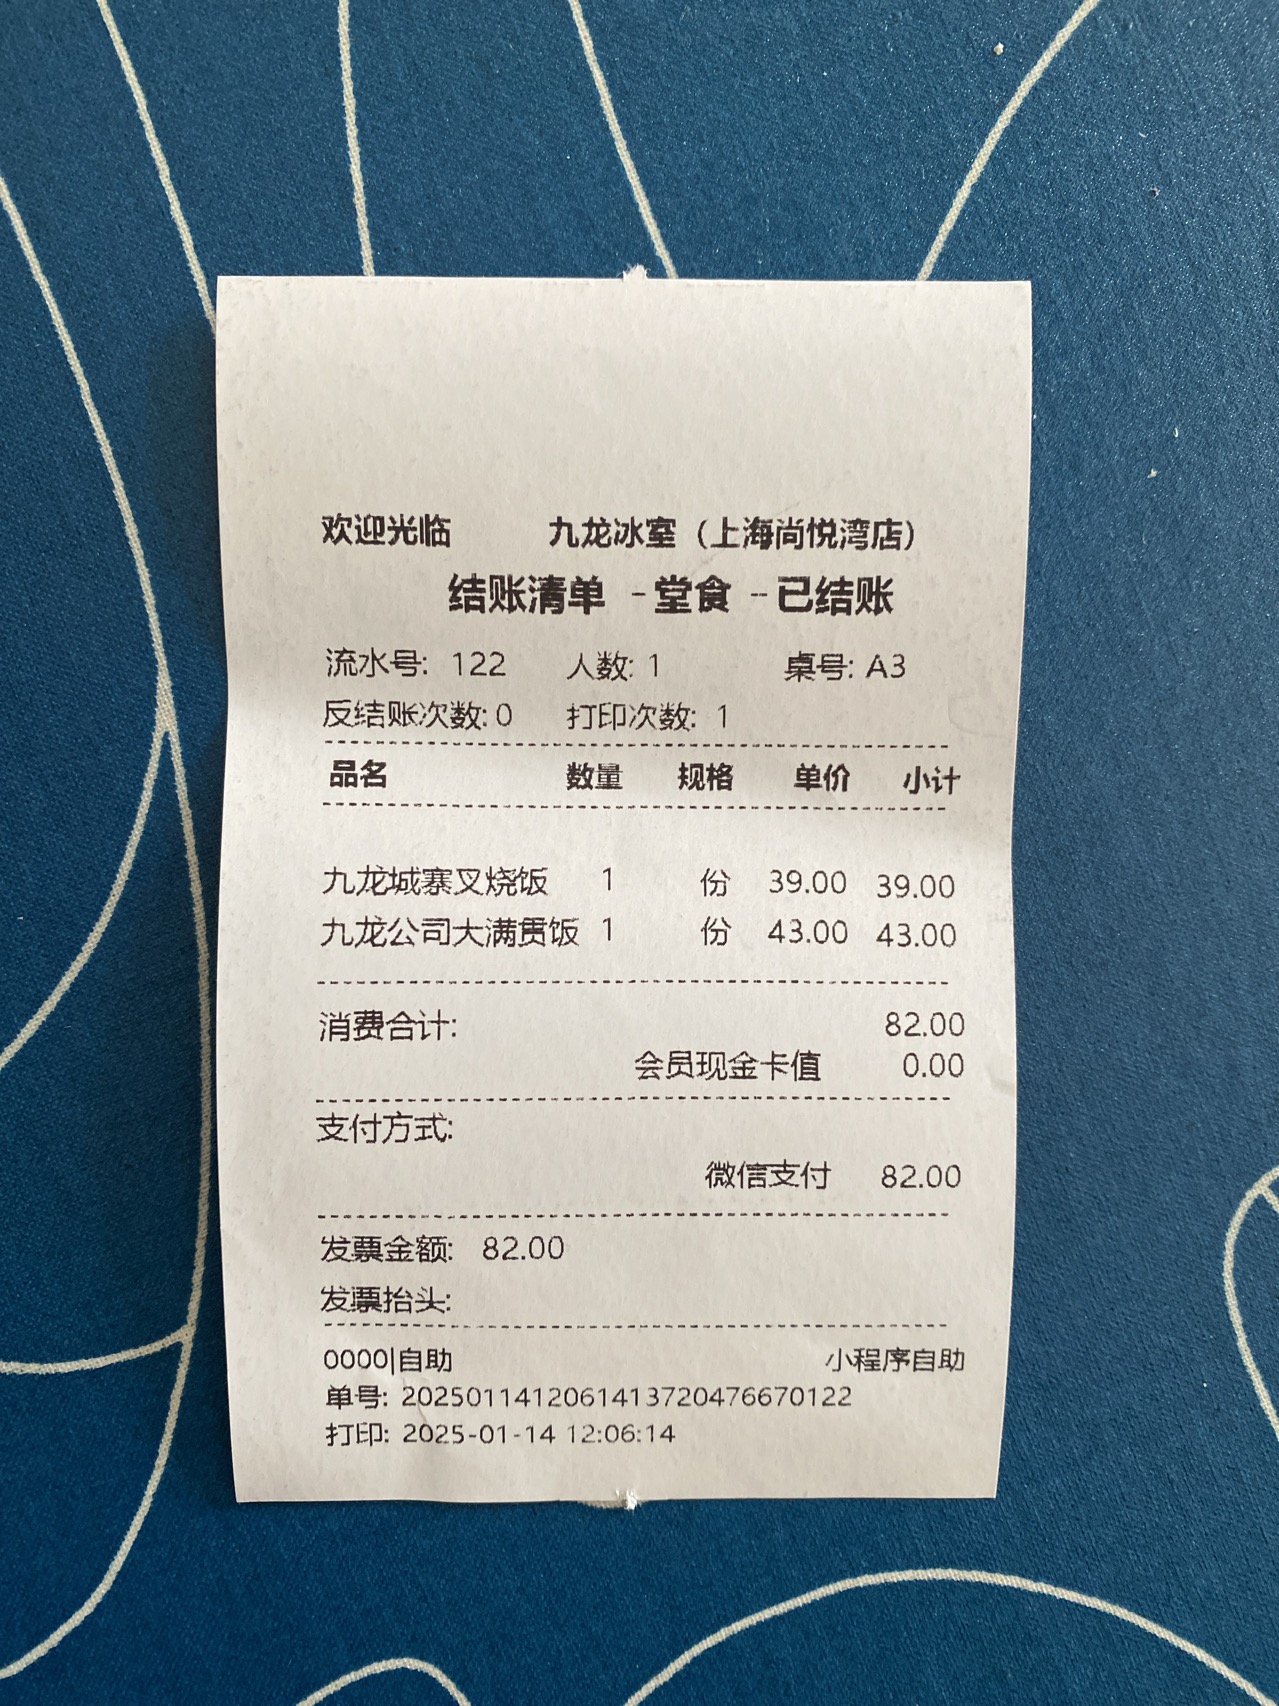 欢迎光临 九龙冰室（上海尚悦湾店）
结账清单 -堂食 --已结账
流水号: 122 人数: 1 桌号: A3
反结账次数: 0 打印次数: 1
品名 数量 规格 单价 小计
九龙城寨叉烧饭 1 份 39.00 39.00
九龙公司大满贯饭 1 份 43.00 43.00
消费合计: 82.00
会员现金卡值 0.00
支付方式:
微信支付 82.00
发票金额: 82.00
发票抬头:
0000|自助 小程序自助
单号: 2025011412061413720476670122
打印: 2025-01-14 12:06:14